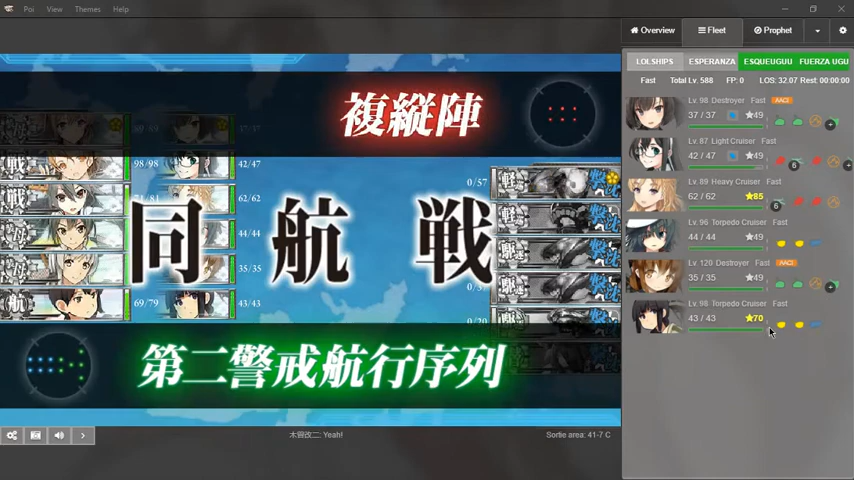 Poi View Themes Help
Overview Fleet Prophet
LOLSHIPS ESPERANZA ESQUEUGUU FUERZA UGU
Fast Total Lv. 588 FP: 0 LOS: 32.07 Rest: 00:00:00
複縦陣
同航戦
第二警戒航行序列
98/98 42/47
62/62
44/44
35/35
69/79 43/43
0/57
Lv. 98 Destroyer Fast AACI
37 / 37 ★49
Lv. 87 Light Cruiser Fast
42 / 47 ★49
6
Lv. 89 Heavy Cruiser Fast
62 / 62 ★85
6
Lv. 96 Torpedo Cruiser Fast
44 / 44 ★49
Lv. 120 Destroyer Fast AACI
35 / 35 ★49
Lv. 98 Torpedo Cruiser Fast
43 / 43 ★70
木曾改二: Yeah! Sortie area: 41-7 C